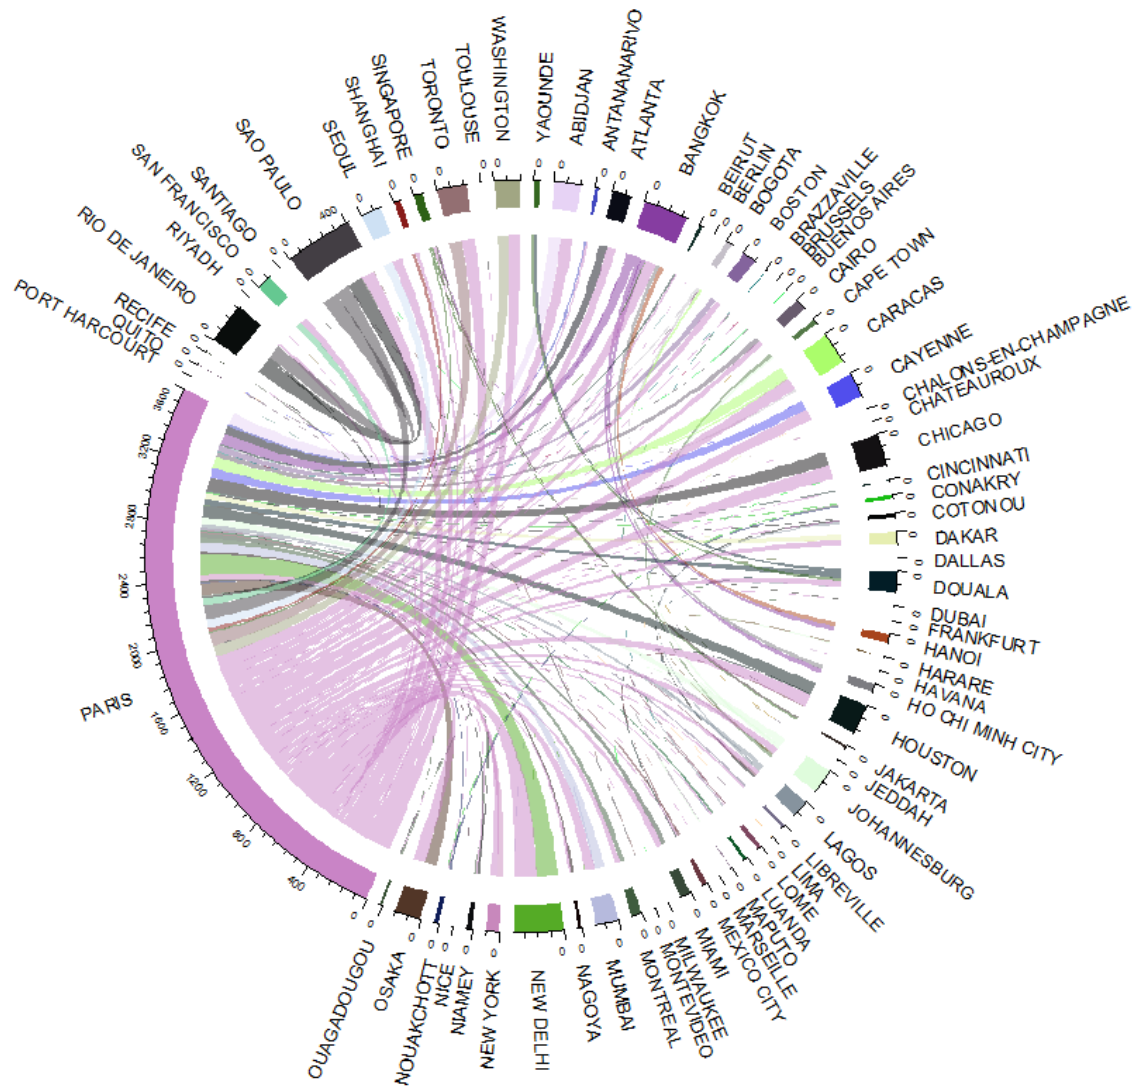 WASHINGTON
YAOUNDE
ABIDJAN
ANTANANARIVO
ATLANTA
BANGKOK
BEIRUT
BERLIN
BOGOTA
BOSTON
BRAZZAVILLE
BRUSSELS
BUENOS AIRES
CAIRO
CAPE TOWN
CARACAS
CAYENNE
CHALONS-EN-CHAMPAGNE
CHATEAUROUX
CHICAGO
CINCINNATI
CONAKRY
COTONOU
DAKAR
DALLAS
DOUALA
DUBAI
FRANKFURT
HANOI
HARARE
HAVANA
HO CHI MINH CITY
HOUSTON
JAKARTA
JEDDAH
JOHANNESBURG
LAGOS
LIBREVILLE
LIMA
LOME
LUANDA
MAPUTO
MARSEILLE
MEXICO CITY
MIAMI
MILWAUKEE
MONTEVIDEO
MONTREAL
MUMBAI
NAGOYA
NEW DELHI
NEW YORK
NIAMEY
NICE
NOUAKCHOTT
OSAKA
OUAGADOUGOU
PARIS
0
400
800
1200
1600
2000
2400
2800
3200
3600
PORT HARCOURT
QUITO
RECIFE
RIO DE JANEIRO
RIYADH
SAN FRANCISCO
SANTIAGO
SAO PAULO
400
SEOUL
SHANGHAI
SINGAPORE
TORONTO
TOULOUSE